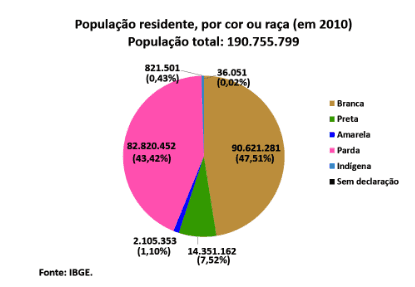 População residente, por cor ou raça (em 2010)
População total: 190.755.799
821.501
(0,43%)
36.051
(0,02%)
82.820.452
(43,42%)
90.621.281
(47,51%)
2.105.353
(1,10%)
14.351.162
(7,52%)
Branca
Preta
Amarela
Parda
Indígena
Sem declaração
Fonte: IBGE.